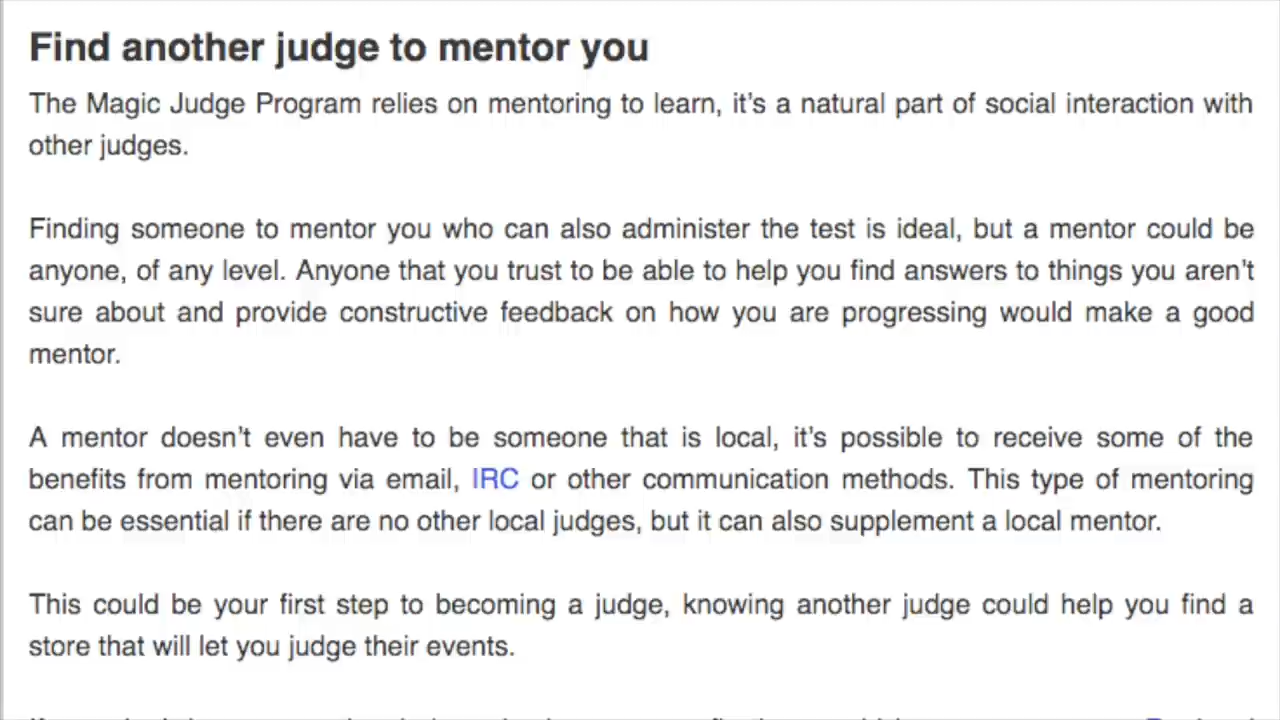 Find another judge to mentor you
The Magic Judge Program relies on mentoring to learn, it's a natural part of social interaction with
other judges.
Finding someone to mentor you who can also administer the test is ideal, but a mentor could be
anyone, of any level. Anyone that you trust to be able to help you find answers to things you aren't
sure about and provide constructive feedback on how you are progressing would make a good
mentor.
A mentor doesn't even have to be someone that is local, it's possible to receive some of the
benefits from mentoring via email, IRC or other communication methods. This type of mentoring
can be essential if there are no other local judges, but it can also supplement a local mentor.
This could be your first step to becoming a judge, knowing another judge could help you find a
store that will let you judge their events.